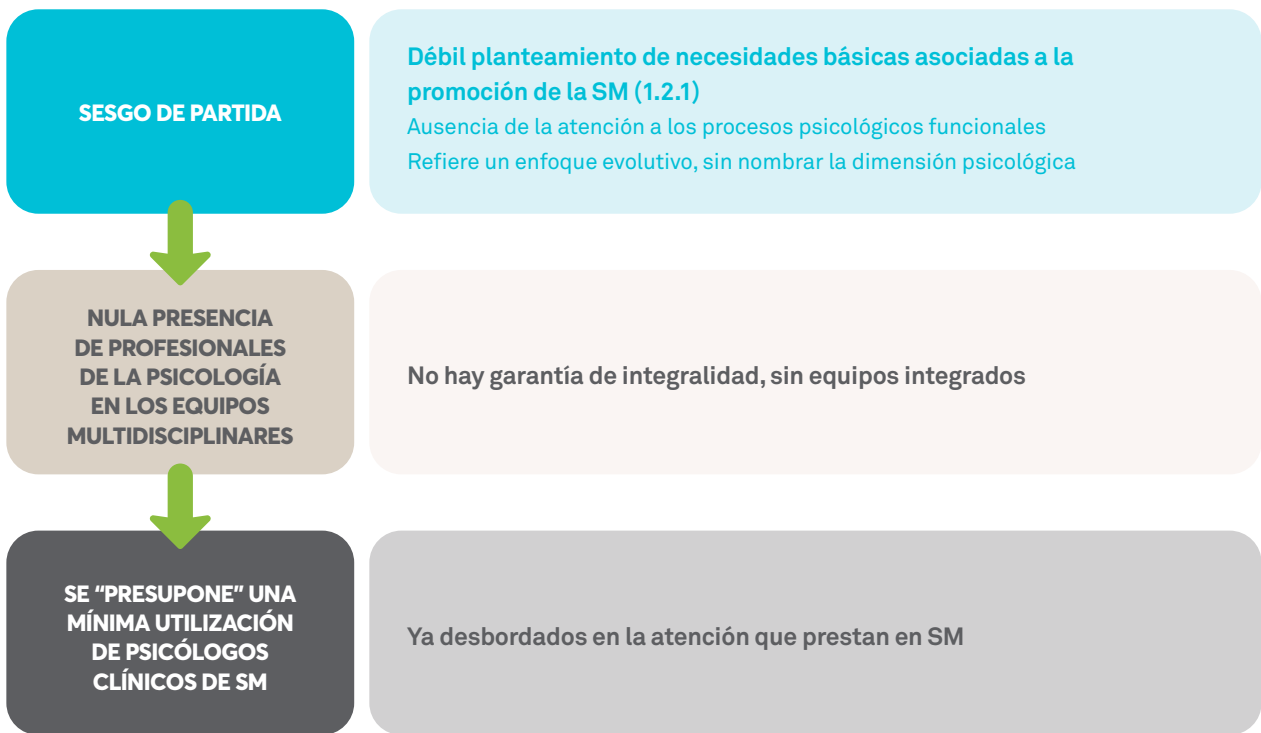 SESGO DE PARTIDA
Débil planteamiento de necesidades básicas asociadas a la
promoción de la SM (1.2.1)
Ausencia de la atención a los procesos psicológicos funcionales
Refiere un enfoque evolutivo, sin nombrar la dimensión psicológica
NULA PRESENCIA
DE PROFESIONALES
DE LA PSICOLOGÍA
EN LOS EQUIPOS
MULTIDISCIPLINARES
No hay garantía de integralidad, sin equipos integrados
SE “PRESUPONE” UNA
MÍNIMA UTILIZACIÓN
DE PSICÓLOGOS
CLÍNICOS DE SM
Ya desbordados en la atención que prestan en SM